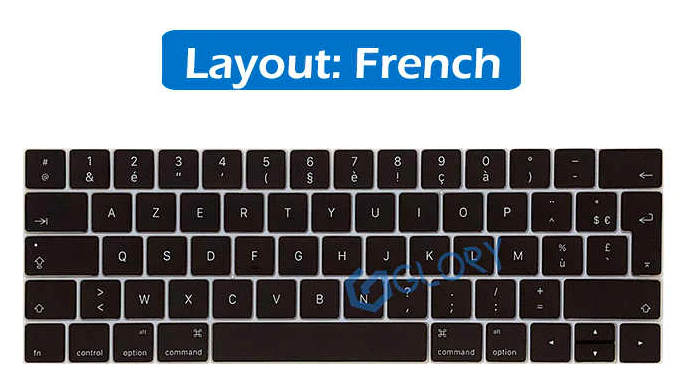 Layout: French
# 1 2 3 4 5 6 7 8 9 0 ° _
@ & é " ' ( § è ! ç à ) -
A Z E R T Y U I O P ¨ *
^ $ €
Q S D F G H J K L M % £
ù `
> W X C V B N ? . / +
< , ; : =
alt ⌘ ⌘ alt
fn control option command command option
GLORY